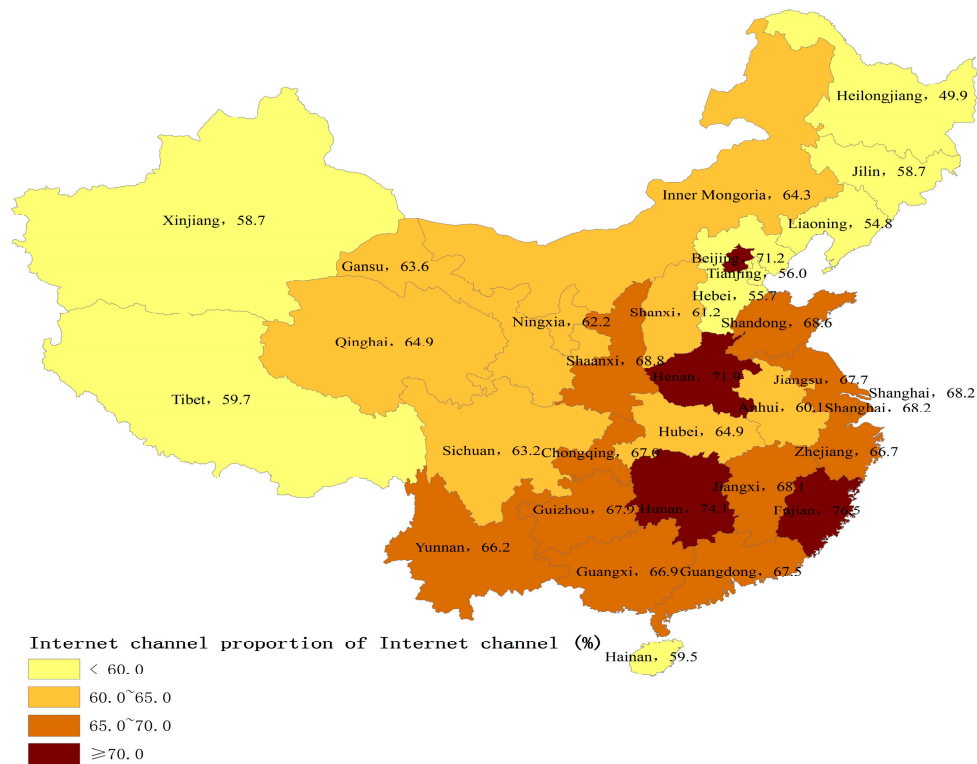 Heilongjiang，49.9
Jilin，58.7
Inner Mongoria，64.3
Liaoning，54.8
Xinjiang，58.7
Beijing，71.2
Gansu，63.6
Tianjing，56.0
Hebei，55.7
Shanxi，61.2
Ningxia，62.2
Shandong，68.6
Qinghai，64.9
Shaanxi，68.8
Henan，71.9
Jiangsu，67.7
Shanghai，68.2
Tibet，59.7
Anhui，60.1
Shanghai，68.2
Hubei，64.9
Sichuan，63.2
Chongqing，67.0
Zhejiang，66.7
Jiangxi，68.1
Guizhou，67.9
Hunan，74.1
Fujian，76.5
Yunnan，66.2
Guangxi，66.9
Guangdong，67.5
Internet channel proportion of Internet channel (%)
Hainan，59.5
< 60.0
60.0~65.0
65.0~70.0
≥70.0